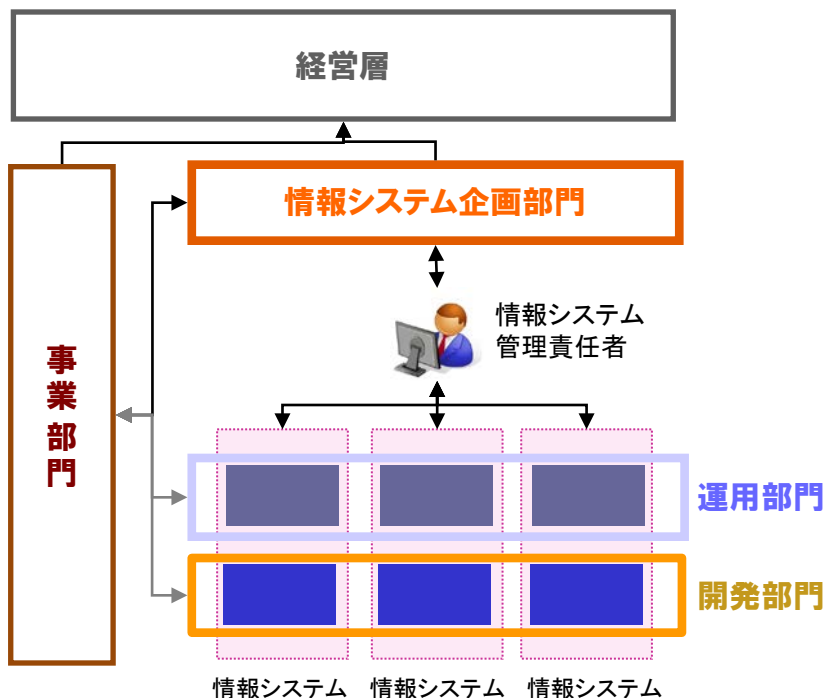 経営層
情報システム企画部門
情報システム
管理責任者
事業部門
運用部門
開発部門
情報システム 情報システム 情報システム